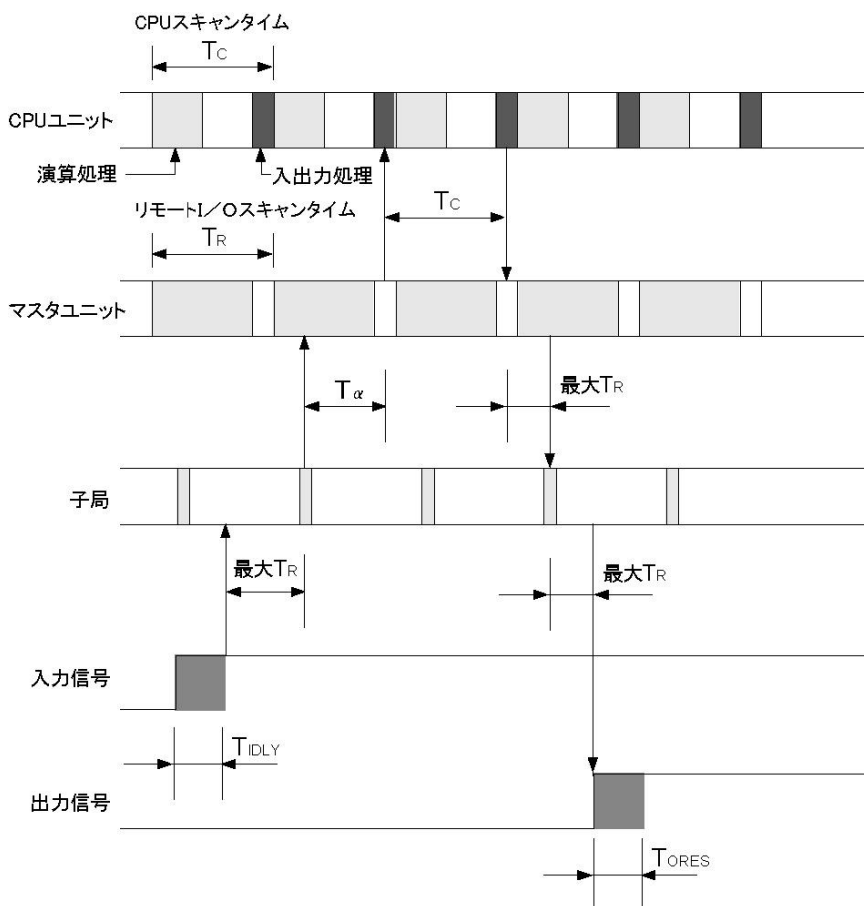 CPUスキャンタイム
TC
CPUユニット
演算処理
入出力処理
リモートI/Oスキャンタイム
TR
TC
マスタユニット
Tα
最大TR
子局
最大TR
最大TR
入力信号
TIDLY
出力信号
TORES